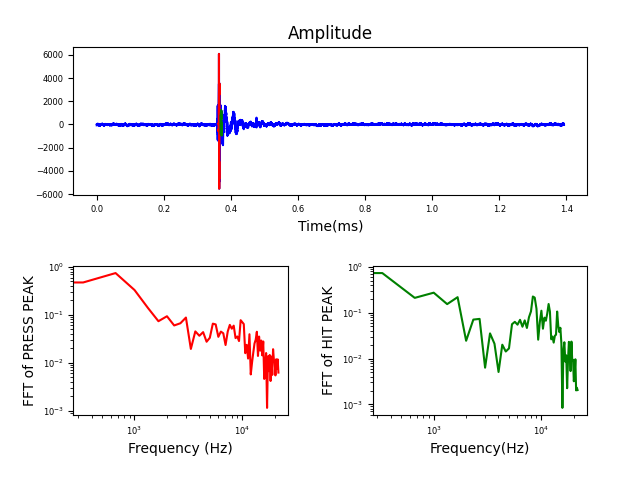 Amplitude
6000
4000
2000
0
−2000
−4000
−6000
0.0 0.2 0.4 0.6 0.8 1.0 1.2 1.4
Time(ms)
FFT of PRESS PEAK
10⁰
10⁻¹
10⁻²
10⁻³
10³ 10⁴
Frequency (Hz)
FFT of HIT PEAK
10⁰
10⁻¹
10⁻²
10⁻³
10³ 10⁴
Frequency(Hz)